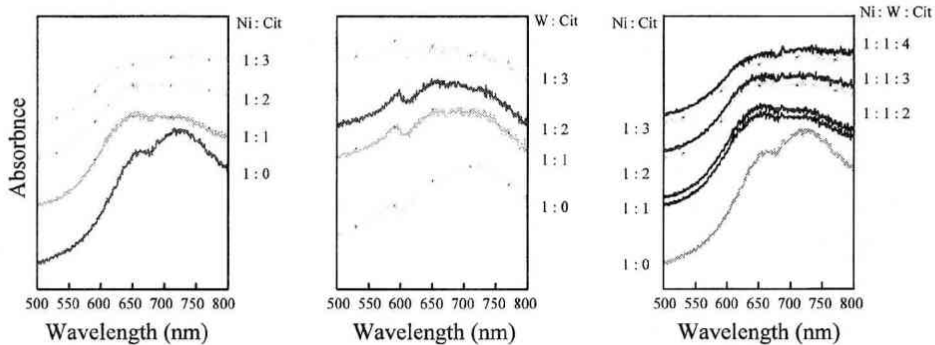 Ni : Cit
1 : 3
1 : 2
1 : 1
1 : 0
Absorbnce
500 550 600 650 700 750 800
Wavelength (nm)
W : Cit
1 : 3
1 : 2
1 : 1
1 : 0
500 550 600 650 700 750 800
Wavelength (nm)
Ni : Cit
1 : 3
1 : 2
1 : 1
1 : 0
Ni : W : Cit
1 : 1 : 4
1 : 1 : 3
1 : 1 : 2
500 550 600 650 700 750 800
Wavelength (nm)